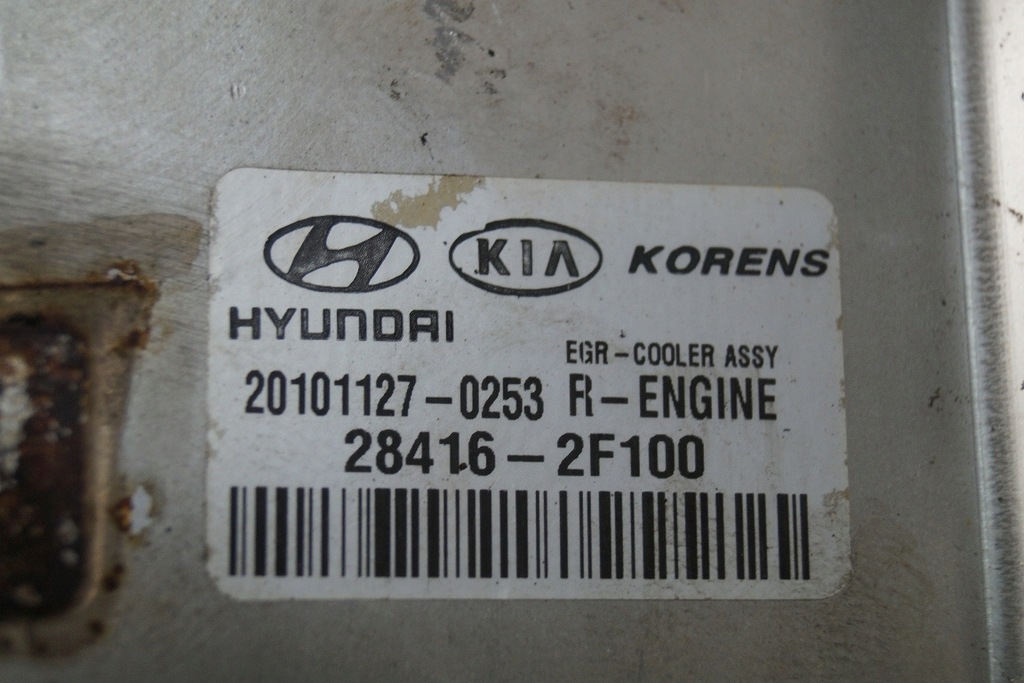 KIA KORENS
HYUNDAI
EGR-COOLER ASSY
20101127-0253 R-ENGINE
28416-2F100